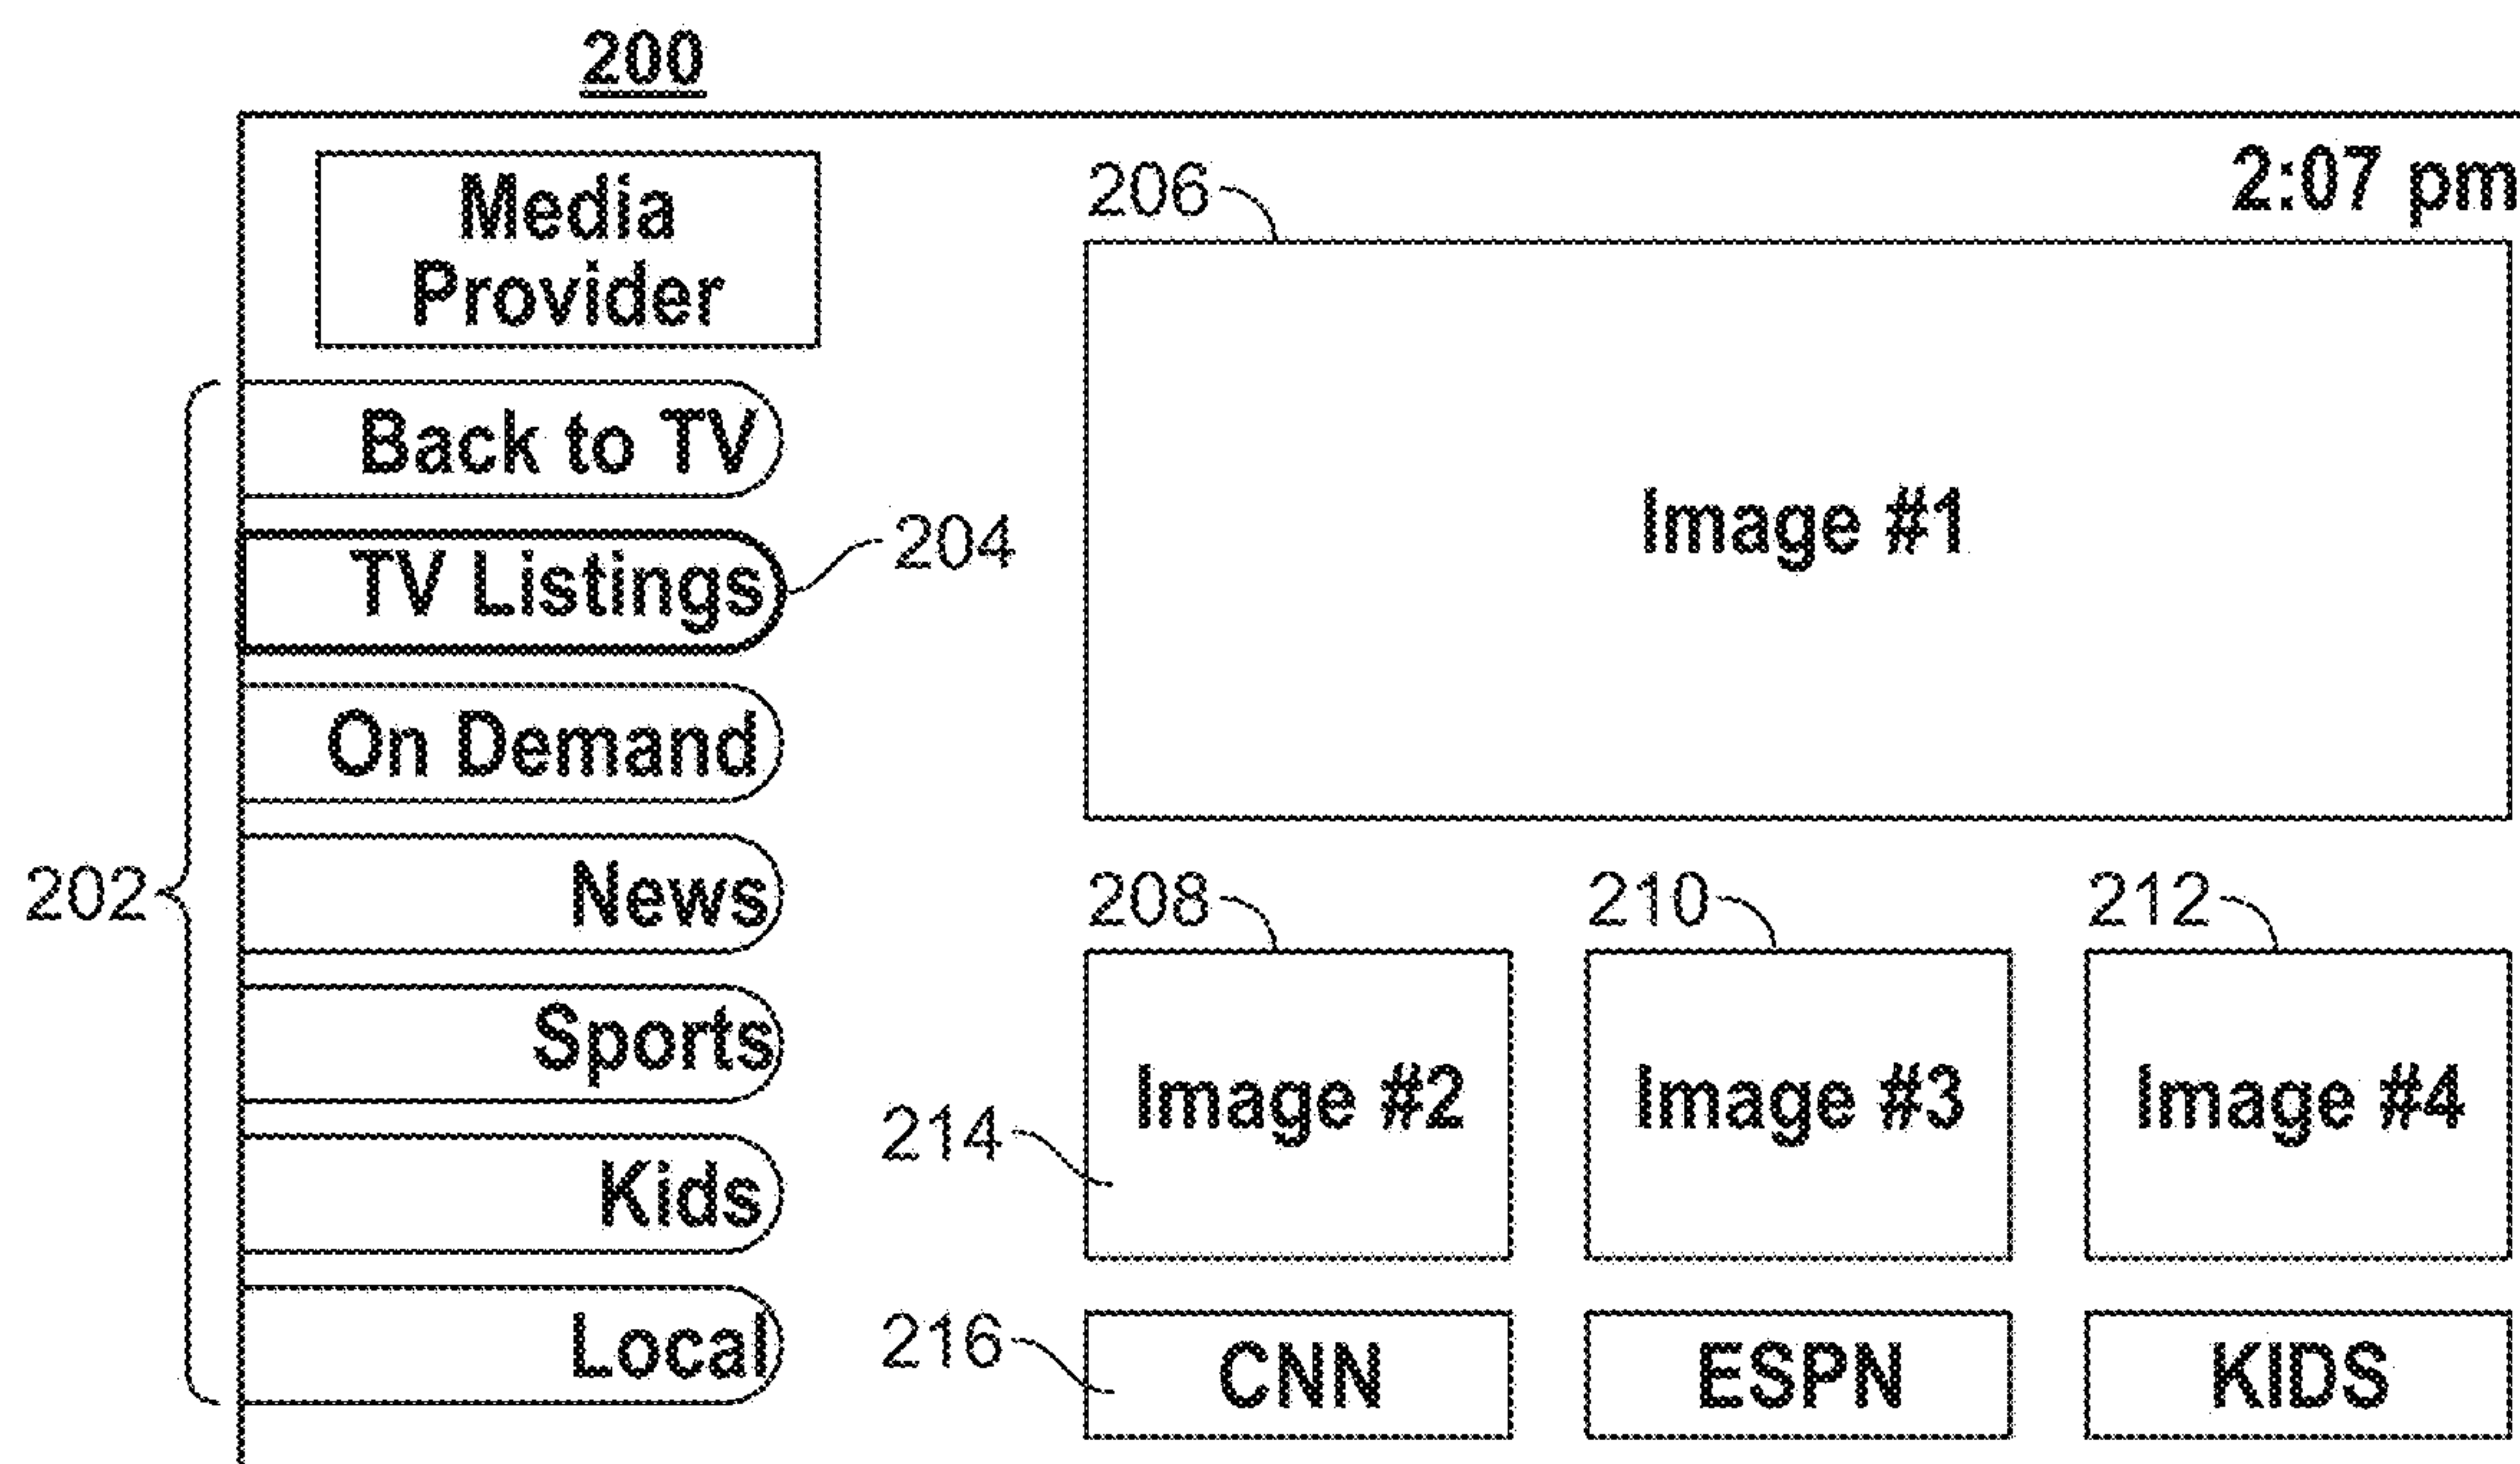 200
Media
Provider
2:07 pm
206
Back to TV
Image #1
204
TV Listings
On Demand
202
News
208
210
212
Sports
Image #2
Image #3
Image #4
214
Kids
216
Local
CNN
ESPN
KIDS